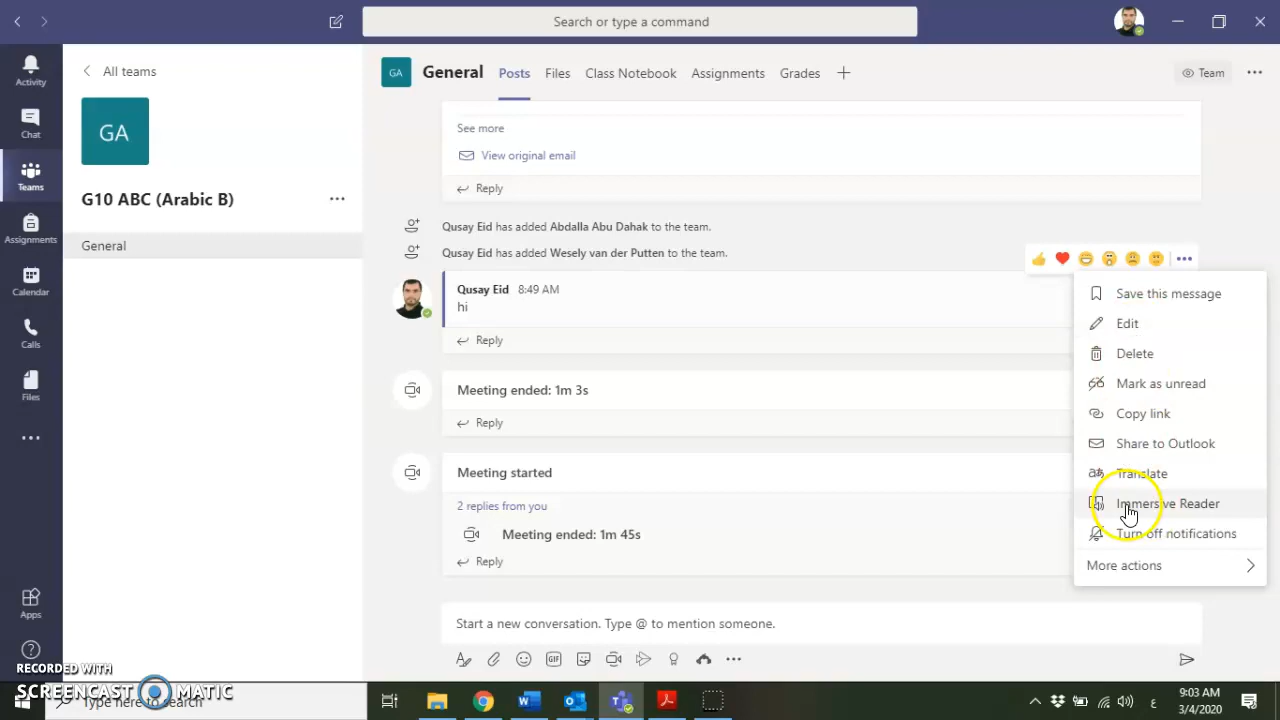 Search or type a command
Activity
Chat
Teams
Assignments
Calendar
Calls
Files
Apps
All teams
GA
G10 ABC (Arabic B)
General
GA
General
Posts
Files
Class Notebook
Assignments
Grades
Team
See more
View original email
Reply
Qusay Eid has added Abdalla Abu Dahak to the team.
Qusay Eid has added Wesely van der Putten to the team.
Qusay Eid 8:49 AM
hi
Reply
Meeting ended: 1m 3s
Reply
Meeting started
2 replies from you
Meeting ended: 1m 45s
Reply
Save this message
Edit
Delete
Mark as unread
Copy link
Share to Outlook
Translate
Immersive Reader
Turn off notifications
More actions
Start a new conversation. Type @ to mention someone.
GIF
RECORDED WITH
SCREENCAST MATIC
Type here to search
ع
9:03 AM
3/4/2020